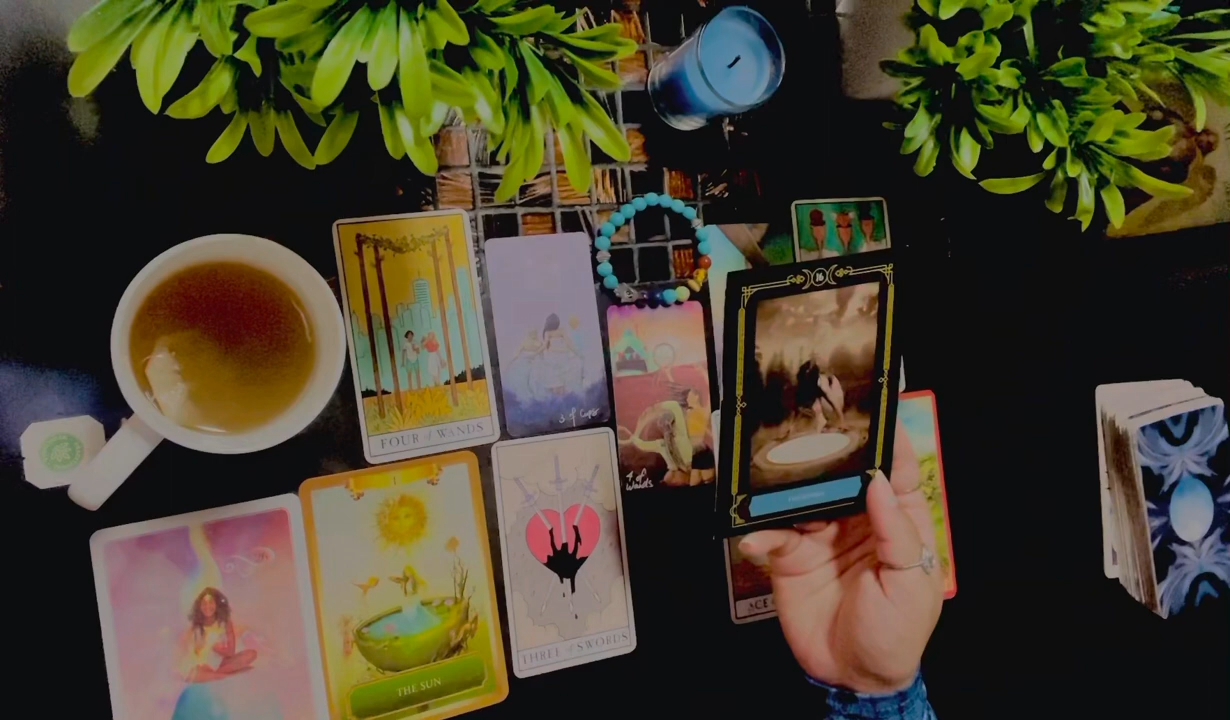 16
FOUR of WANDS
3 of Cups
7 of
Wands
THE SUN
THREE of SWORDS
ACE